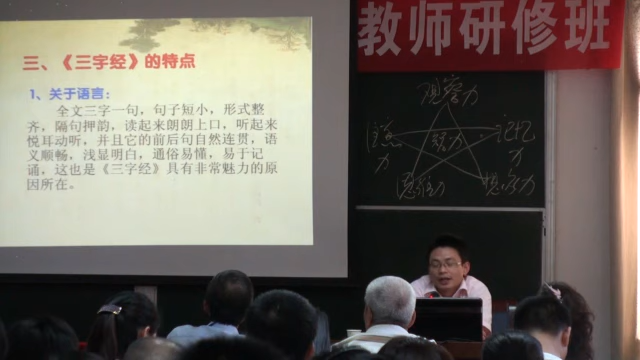 三、《三字经》的特点
1、关于语言：
全文三字一句，句子短小，形式整
齐，隔句押韵，读起来朗朗上口，听起来
悦耳动听，并且它的前后句自然连贯，语
义顺畅，浅显明白，通俗易懂，易于记
诵，这也是《三字经》具有非常魅力的原
因所在。
教师研修班
观察力
注意力
记忆力
想象力